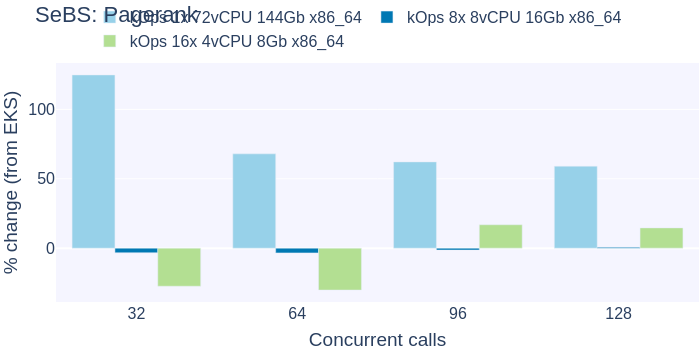 SeBS: Pagerank
kOps 72vCPU 144Gb x86_64
kOps 8x 8vCPU 16Gb x86_64
kOps 16x 4vCPU 8Gb x86_64
% change (from EKS)
100
50
0
32
64
96
128
Concurrent calls